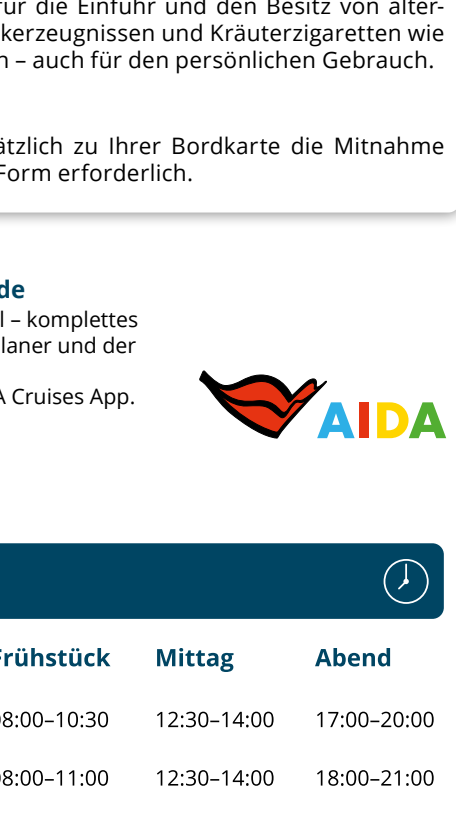 für die Einfuhr und den Besitz von alter-
kerzeugnissen und Kräuterzigaretten wie
n – auch für den persönlichen Gebrauch.
ätzlich zu Ihrer Bordkarte die Mitnahme
Form erforderlich.
de
l – komplettes
laner und der
A Cruises App.
AIDA
Frühstück Mittag Abend
08:00–10:30 12:30–14:00 17:00–20:00
08:00–11:00 12:30–14:00 18:00–21:00